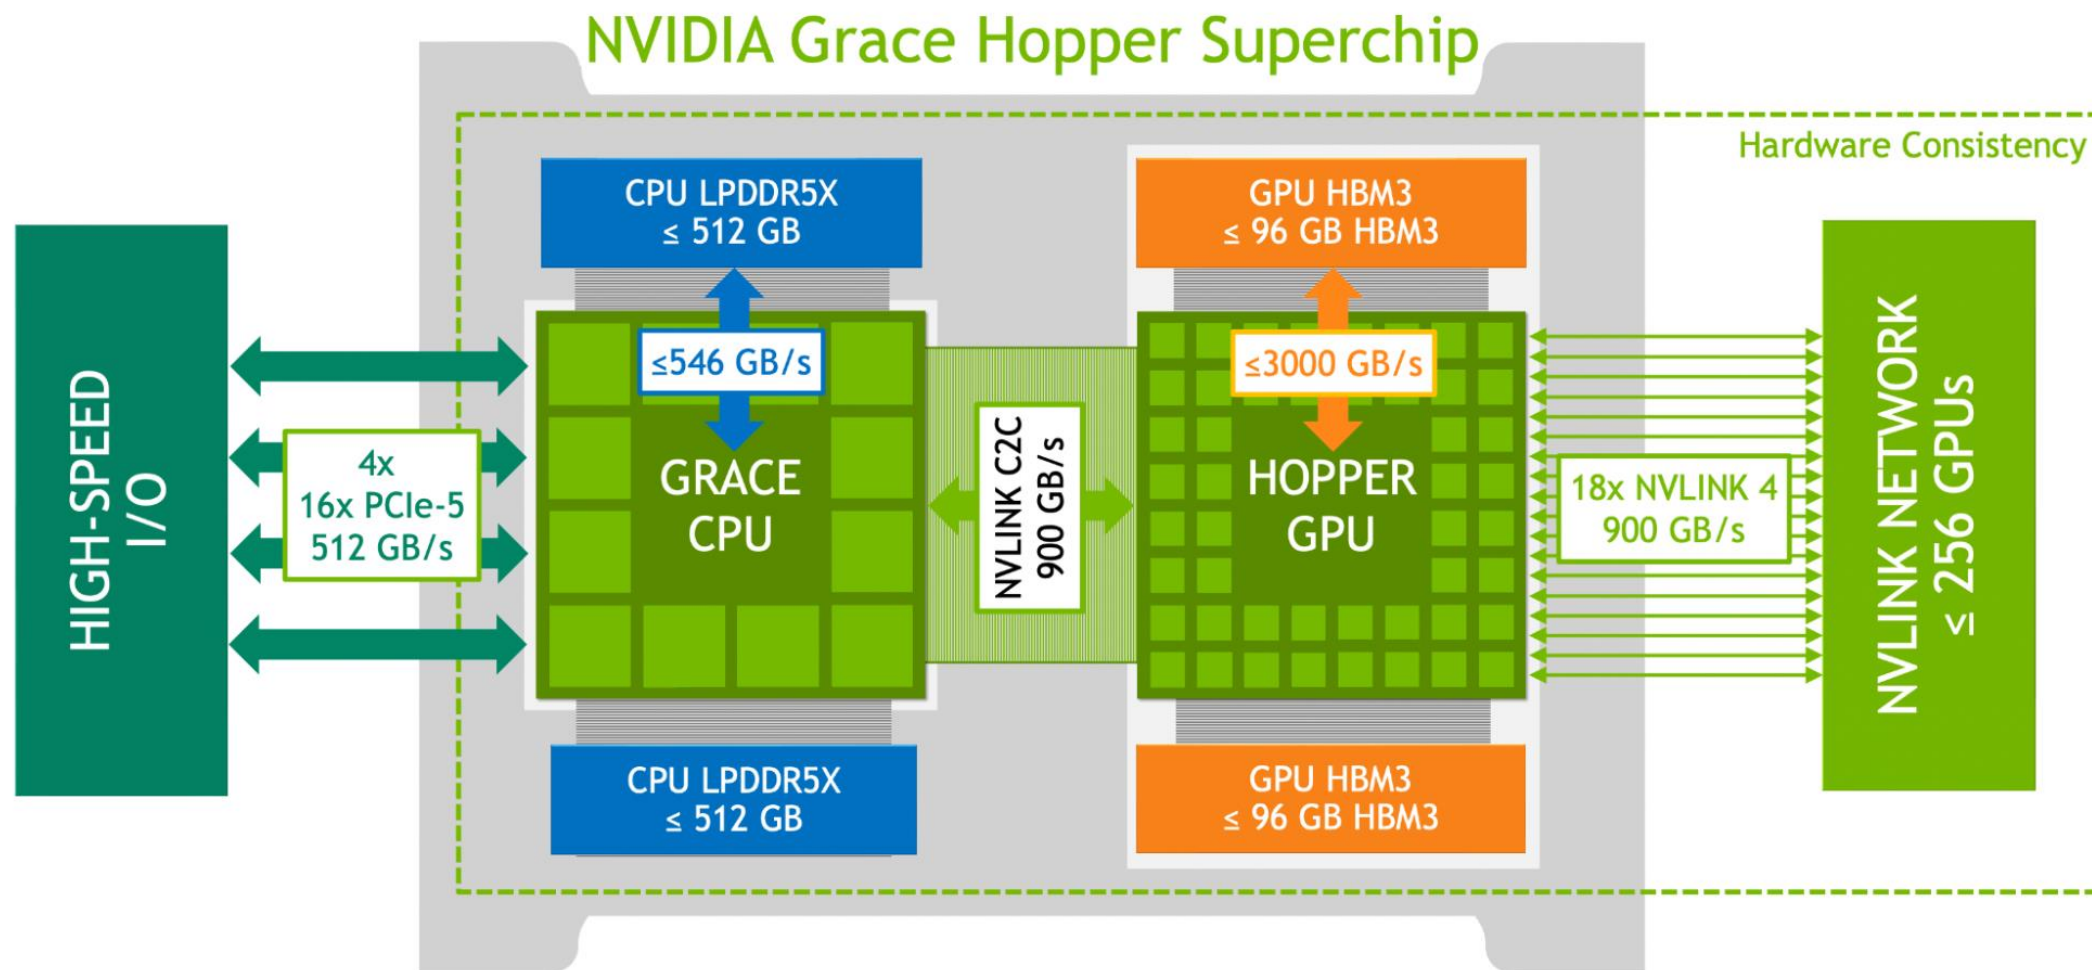 NVIDIA Grace Hopper Superchip
Hardware Consistency
CPU LPDDR5X
≤ 512 GB
GPU HBM3
≤ 96 GB HBM3
≤546 GB/s
≤3000 GB/s
HIGH-SPEED
I/O
4x
16x PCIe-5
512 GB/s
GRACE
CPU
NVLINK C2C
900 GB/s
HOPPER
GPU
18x NVLINK 4
900 GB/s
NVLINK NETWORK
≤ 256 GPUs
CPU LPDDR5X
≤ 512 GB
GPU HBM3
≤ 96 GB HBM3